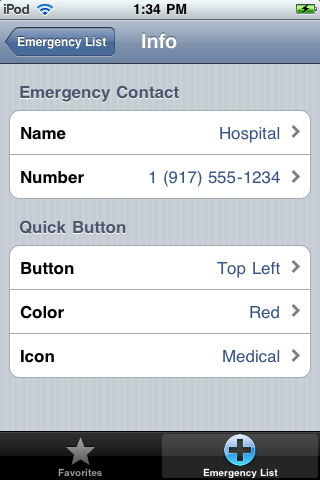 iPod 1:34 PM
Emergency List Info
Emergency Contact
Name Hospital
Number 1 (917) 555-1234
Quick Button
Button Top Left
Color Red
Icon Medical
Favorites Emergency List